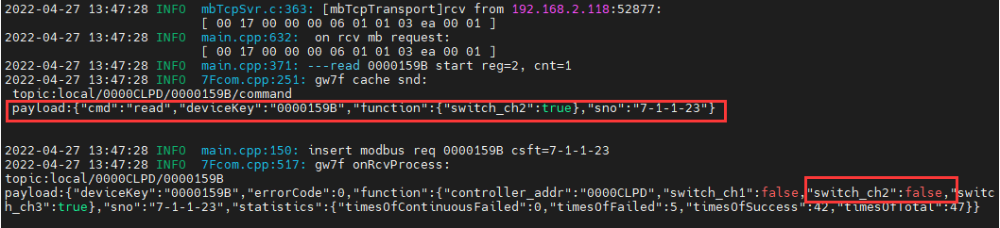 2022-04-27 13:47:28 INFO  mbTcpSvr.c:363: [mbTcpTransport]rcv from 192.168.2.118:52877:
[ 00 17 00 00 00 06 01 01 03 ea 00 01 ]
2022-04-27 13:47:28 INFO  main.cpp:632:  on rcv mb request:
[ 00 17 00 00 00 06 01 01 03 ea 00 01 ]
2022-04-27 13:47:28 INFO  main.cpp:371: ---read 0000159B start reg=2, cnt=1
2022-04-27 13:47:28 INFO  7Fcom.cpp:251: gw7f cache snd:
topic:local/0000CLPD/0000159B/command
payload:{"cmd":"read","deviceKey":"0000159B","function":{"switch_ch2":true},"sno":"7-1-1-23"}
2022-04-27 13:47:28 INFO  main.cpp:150: insert modbus req 0000159B csft=7-1-1-23
2022-04-27 13:47:28 INFO  7Fcom.cpp:517: gw7f onRcvProcess:
topic:local/0000CLPD/0000159B
payload:{"deviceKey":"0000159B","errorCode":0,"function":{"controller_addr":"0000CLPD","switch_ch1":false,"switch_ch2":false,"switc
h_ch3":true},"sno":"7-1-1-23","statistics":{"timesOfContinuousFailed":0,"timesOfFailed":5,"timesOfSuccess":42,"timesOfTotal":47}}